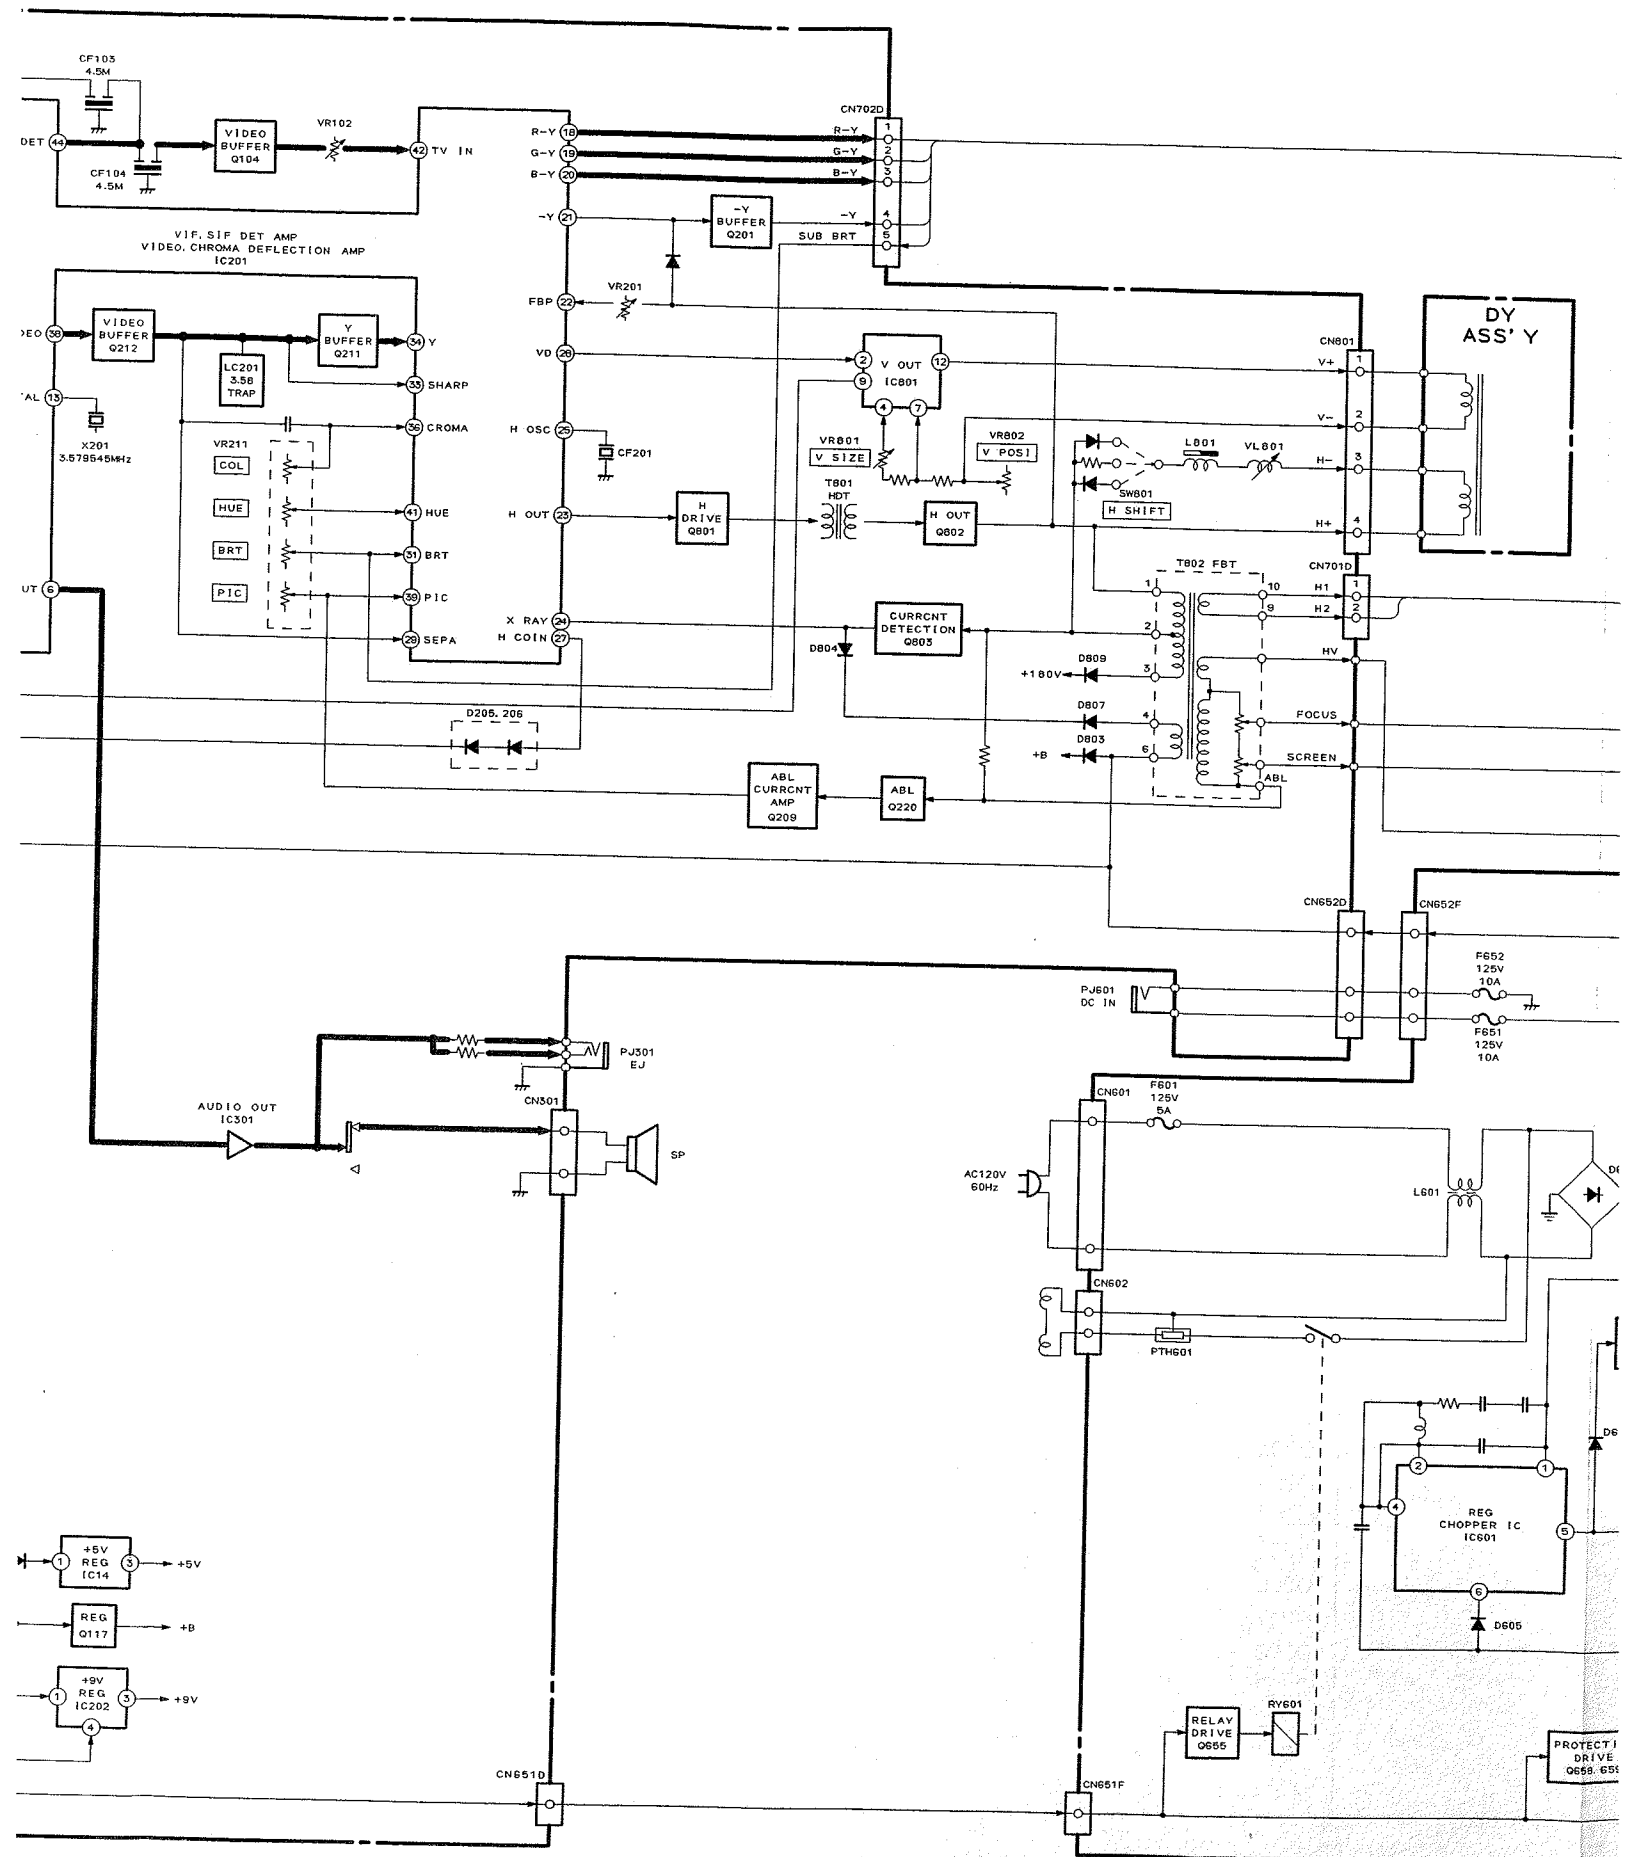 CF103
4.5M
DET 44
CF104
4.5M
VIDEO
BUFFER
Q104
VR102
42 TV IN
R-Y 18
G-Y 19
B-Y 20
-Y 21
CN702D
R-Y 1
G-Y 2
B-Y 3
-Y 4
SUB BRT 5
-Y
BUFFER
Q201
VIF, SIF DET AMP
VIDEO, CHROMA DEFLECTION AMP
IC201
38
VIDEO
BUFFER
Q212
LC201
3.58
TRAP
Y
BUFFER
Q211
34 Y
33 SHARP
36 CROMA
13
X201
3.579545MHz
VR211
COL
HUE
BRT
PIC
41 HUE
31 BRT
39 PIC
29 SEPA
FBP 22
VR201
VD 28
H OSC 25
CF201
H OUT 23
X RAY 24
H COIN 27
2
9
V OUT
IC801
12
4
7
VR801
V SIZE
VR802
V POSI
T801
HDT
H
DRIVE
Q801
H OUT
Q802
SW801
H SHIFT
L801
VL801
CN801
V+ 1
V- 2
H- 3
H+ 4
DY
ASS'Y
T802 FBT
1
2
3
4
6
10
9
CN701D
H1 1
H2 2
HV
FOCUS
SCREEN
ABL
CURRCNT
DETECTION
Q803
D804
D809
+180V
D807
D803
+B
D205, 206
ABL
CURRCNT
AMP
Q209
ABL
Q220
6
CN652D
CN652F
F652
125V
10A
F651
125V
10A
PJ601
DC IN
PJ301
EJ
AUDIO OUT
IC301
CN301
SP
CN601
F601
125V
5A
AC120V
60Hz
L601
CN602
PTH601
2
1
4
REG
CHOPPER IC
IC601
5
6
D605
1
+5V
REG
IC14
3
+5V
REG
Q117
+B
1
+9V
REG
IC202
3
+9V
4
RELAY
DRIVE
Q655
RY601
DRIVE
CN651D
CN651F